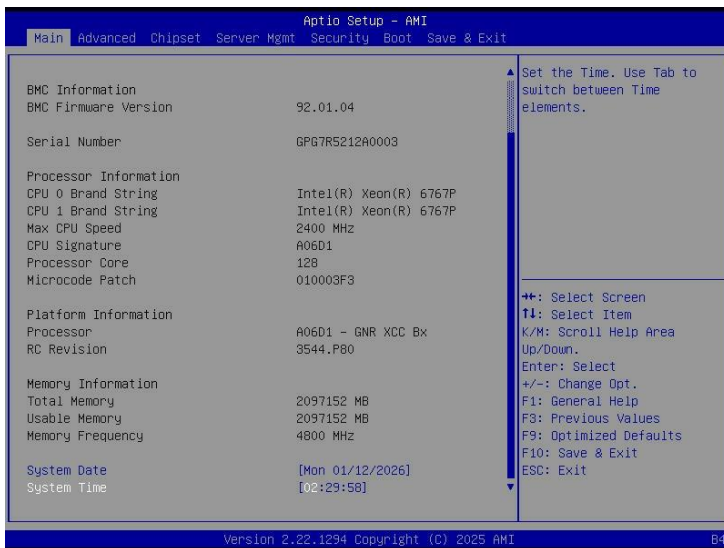 Aptio Setup - AMI
Main Advanced Chipset Server Mgmt Security Boot Save & Exit
BMC Information
BMC Firmware Version 92.01.04
Serial Number GPG7R5212A0003
Processor Information
CPU 0 Brand String Intel(R) Xeon(R) 6767P
CPU 1 Brand String Intel(R) Xeon(R) 6767P
Max CPU Speed 2400 MHz
CPU Signature A06D1
Processor Core 128
Microcode Patch 010003F3
Platform Information
Processor A06D1 - GNR XCC Bx
RC Revision 3544.P80
Memory Information
Total Memory 2097152 MB
Usable Memory 2097152 MB
Memory Frequency 4800 MHz
System Date [Mon 01/12/2026]
System Time [02:29:58]
Set the Time. Use Tab to
switch between Time
elements.
→←: Select Screen
↑↓: Select Item
K/M: Scroll Help Area
Up/Down.
Enter: Select
+/-: Change Opt.
F1: General Help
F3: Previous Values
F9: Optimized Defaults
F10: Save & Exit
ESC: Exit
Version 2.22.1294 Copyright (C) 2025 AMI
B4